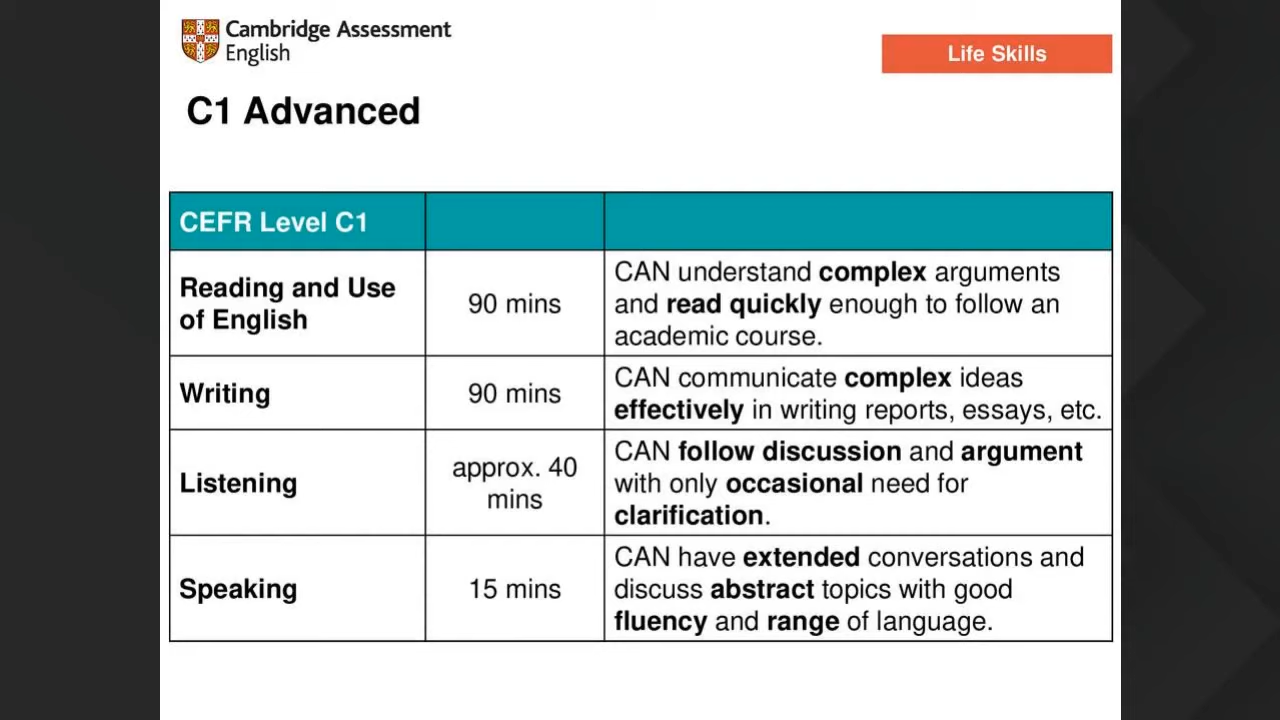 Cambridge Assessment
English
Life Skills
C1 Advanced
CEFR Level C1
Reading and Use
of English
90 mins
CAN understand complex arguments
and read quickly enough to follow an
academic course.
Writing
90 mins
CAN communicate complex ideas
effectively in writing reports, essays, etc.
Listening
approx. 40
mins
CAN follow discussion and argument
with only occasional need for
clarification.
Speaking
15 mins
CAN have extended conversations and
discuss abstract topics with good
fluency and range of language.